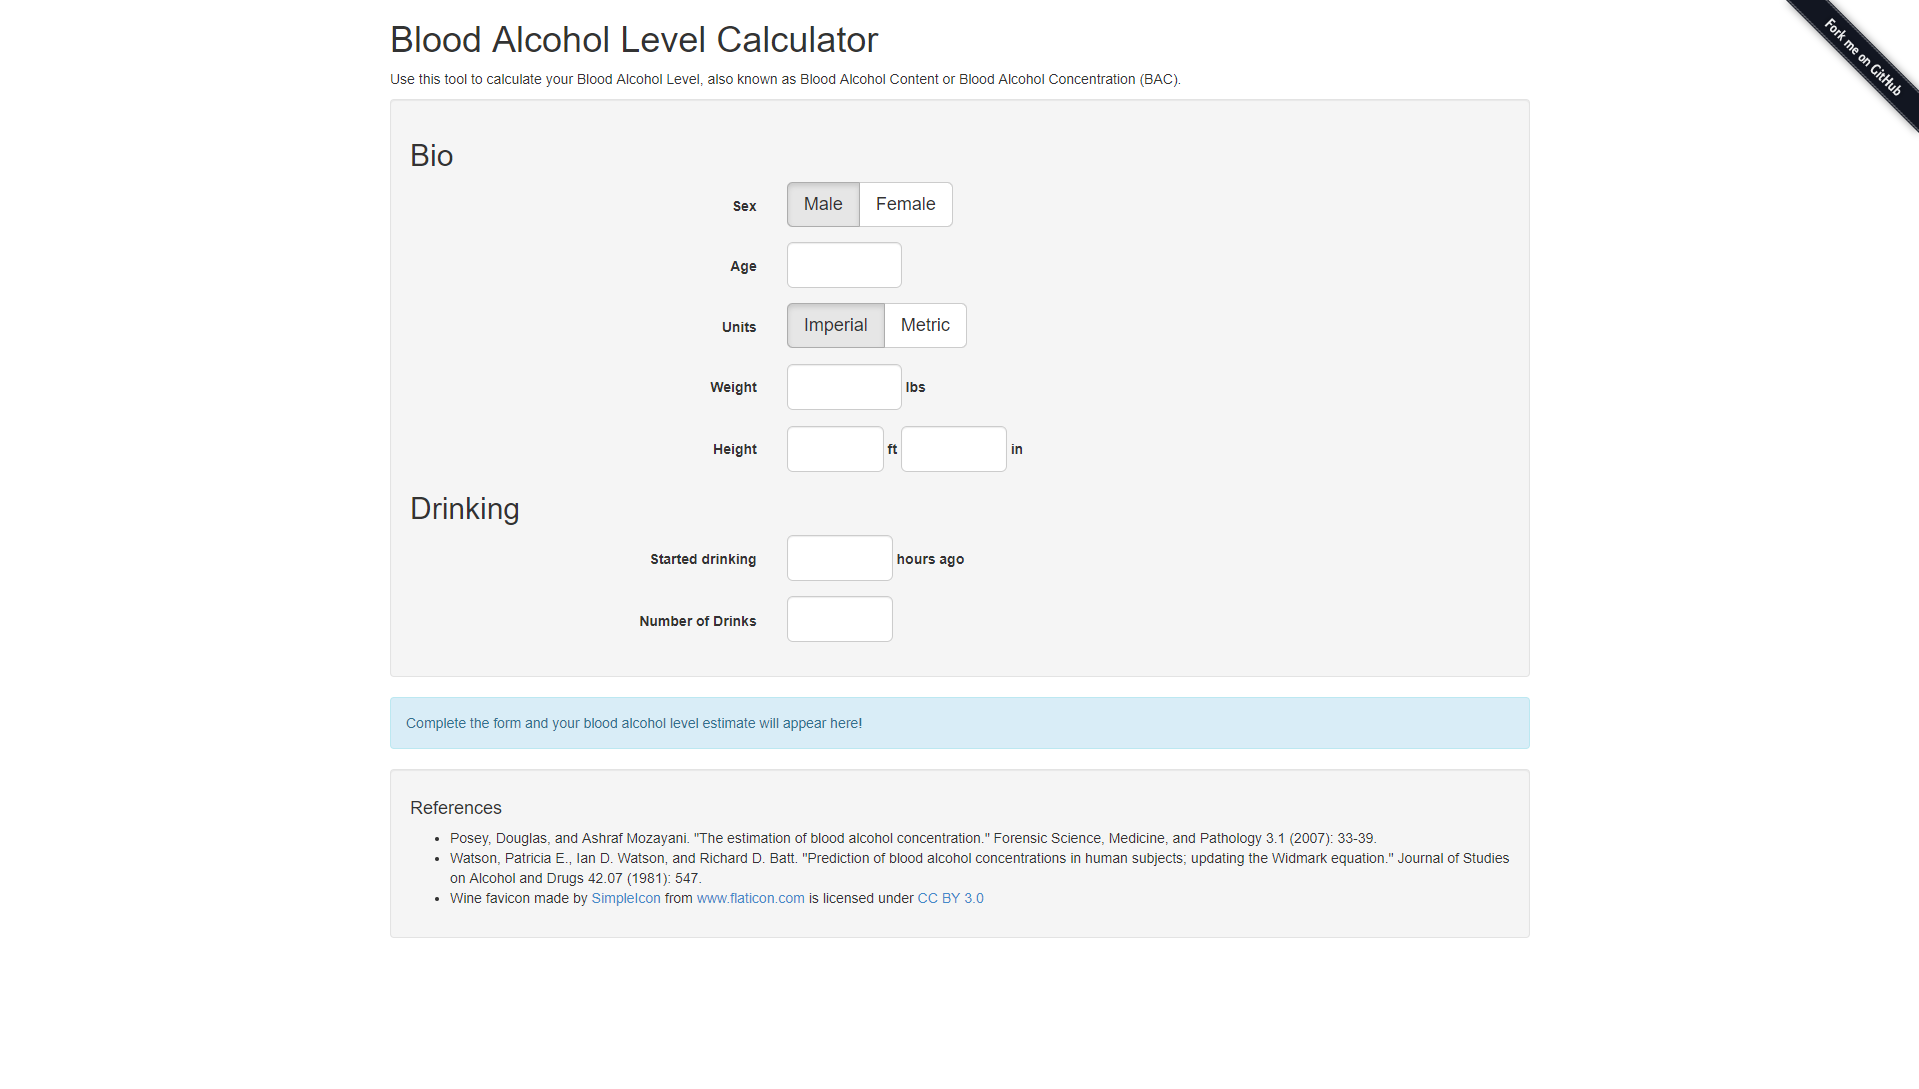 Blood Alcohol Level Calculator
Fork me on GitHub
Use this tool to calculate your Blood Alcohol Level, also known as Blood Alcohol Content or Blood Alcohol Concentration (BAC).
Bio
Sex Male Female
Age
Units Imperial Metric
Weight lbs
Height ft in
Drinking
Started drinking hours ago
Number of Drinks
Complete the form and your blood alcohol level estimate will appear here!
References
• Posey, Douglas, and Ashraf Mozayani. "The estimation of blood alcohol concentration." Forensic Science, Medicine, and Pathology 3.1 (2007): 33-39.
• Watson, Patricia E., Ian D. Watson, and Richard D. Batt. "Prediction of blood alcohol concentrations in human subjects; updating the Widmark equation." Journal of Studies
on Alcohol and Drugs 42.07 (1981): 547.
• Wine favicon made by SimpleIcon from www.flaticon.com is licensed under CC BY 3.0